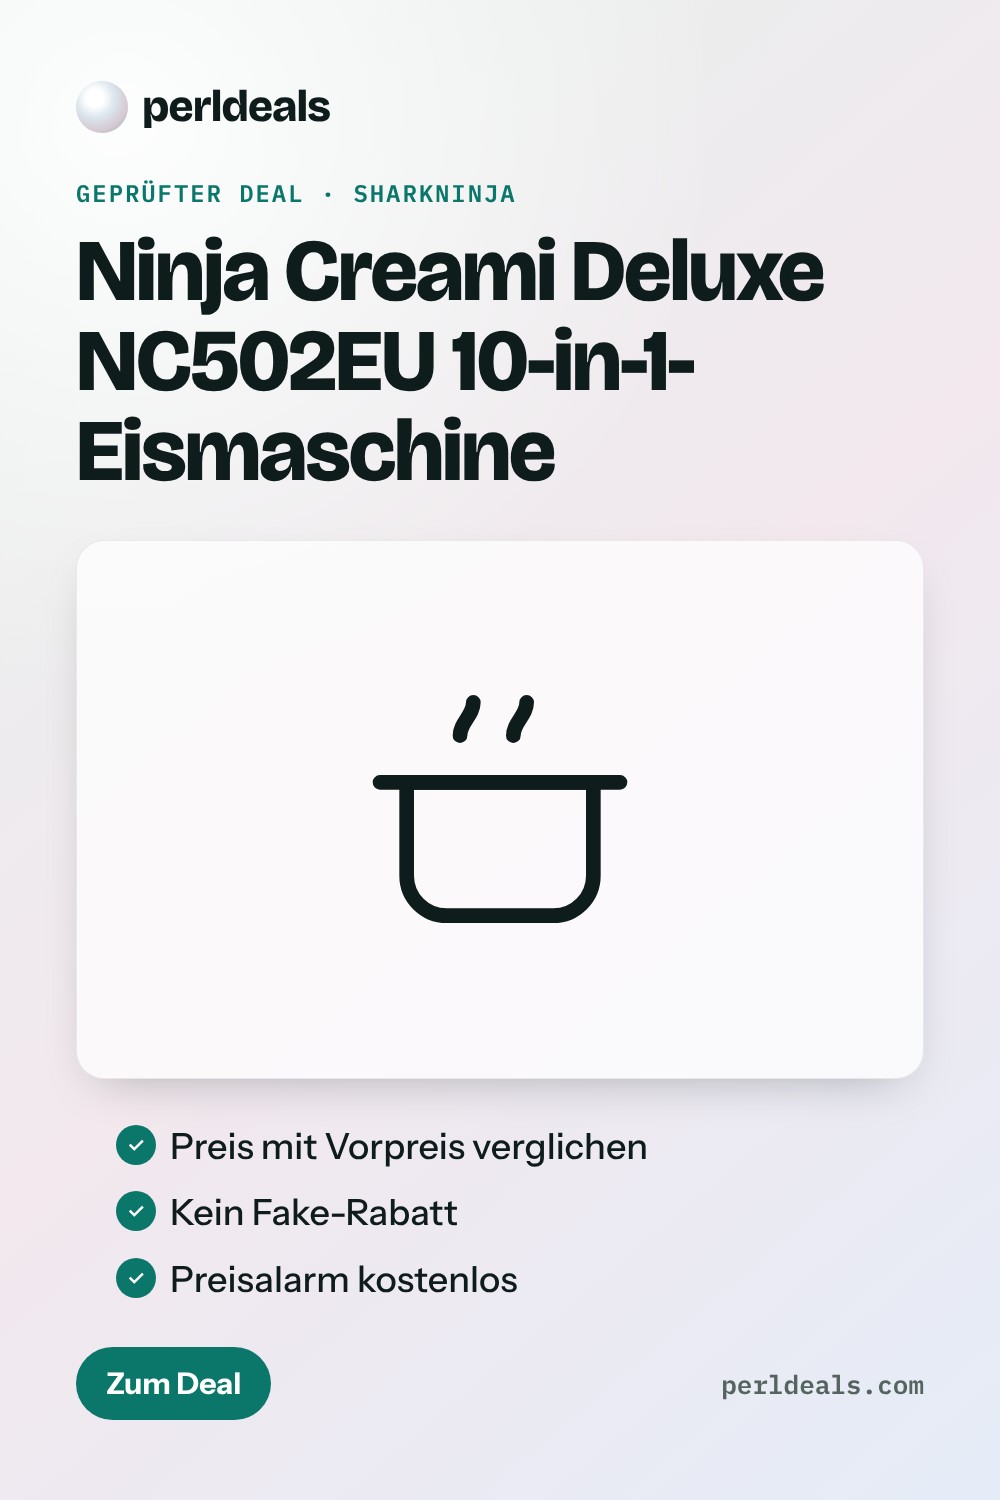 perldeals
GEPRÜFTER DEAL · SHARKNINJA
Ninja Creami Deluxe
NC502EU 10-in-1-
Eismaschine
Preis mit Vorpreis verglichen
Kein Fake-Rabatt
Preisalarm kostenlos
Zum Deal
perldeals.com